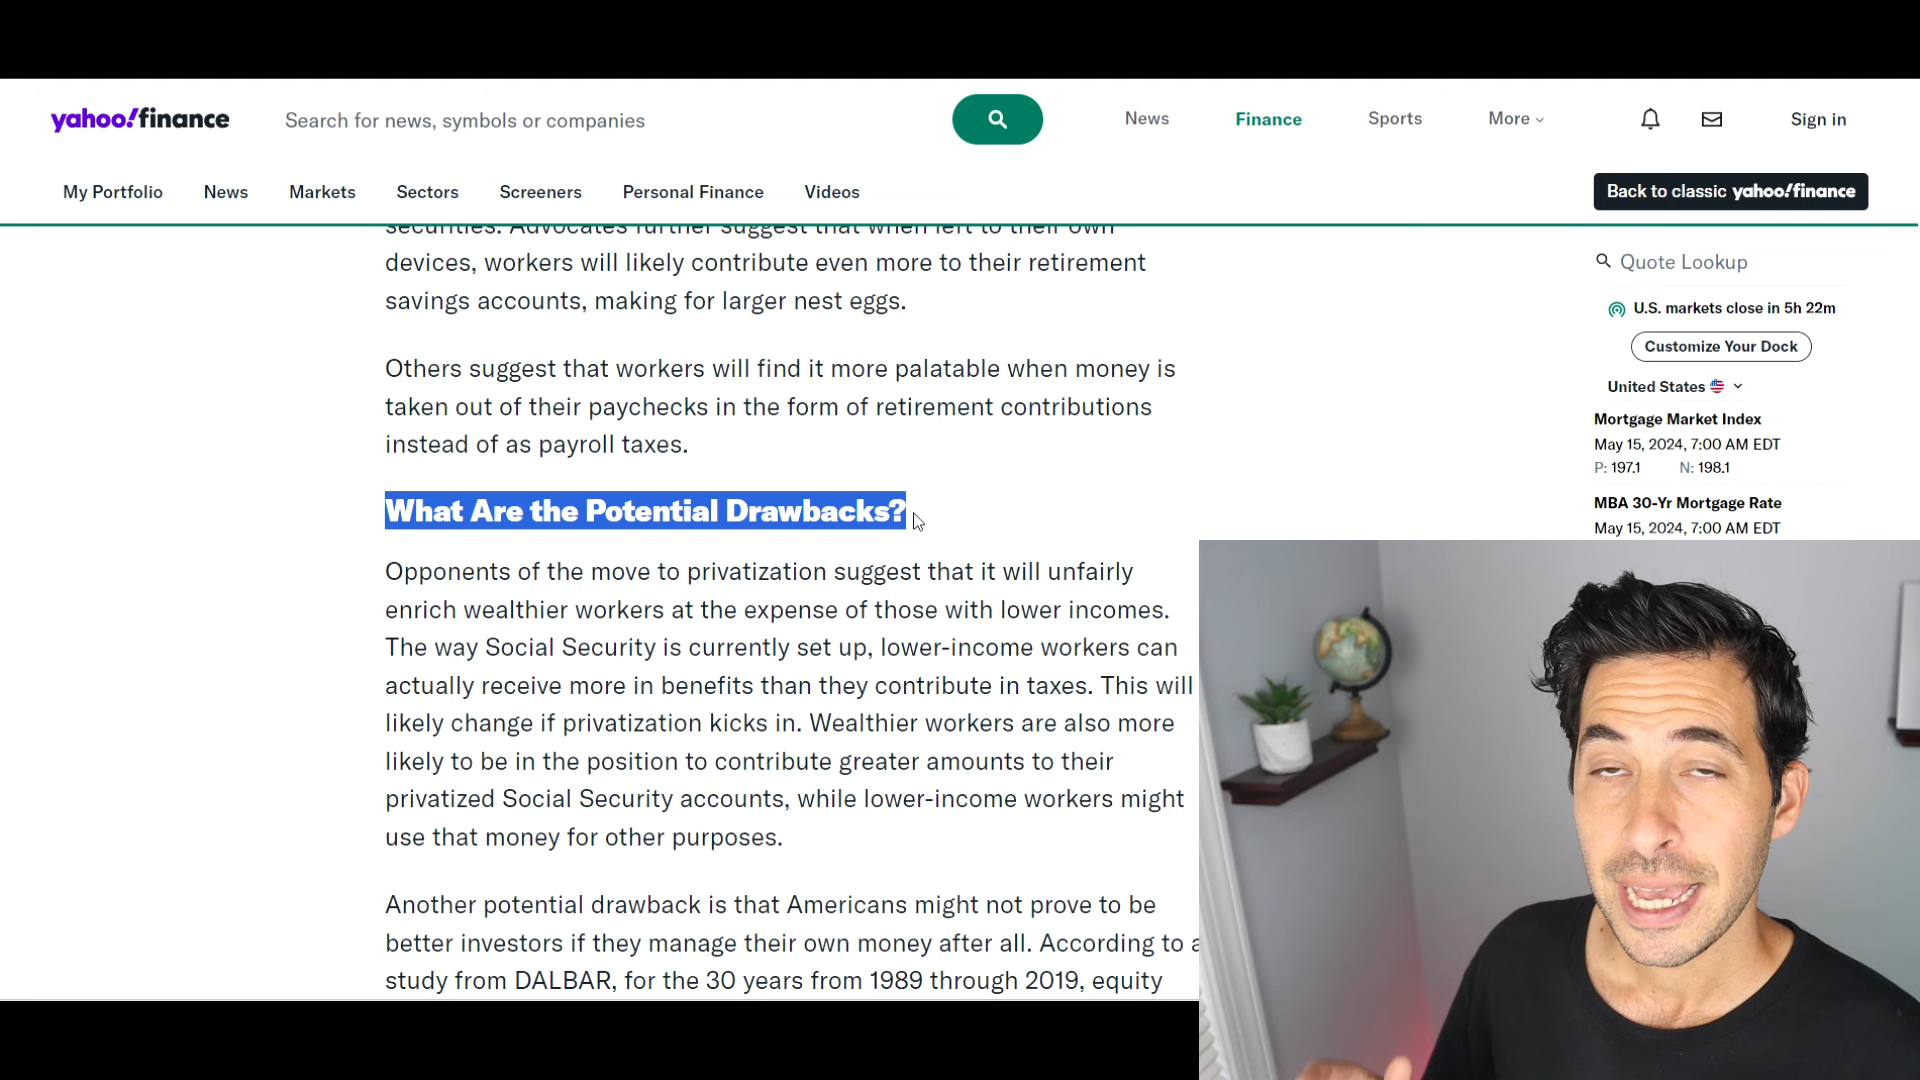 yahoo!finance
Search for news, symbols or companies
News
Finance
Sports
More
Sign in
My Portfolio
News
Markets
Sectors
Screeners
Personal Finance
Videos
Back to classic yahoo!finance
securities. Advocates further suggest that when left to their own
devices, workers will likely contribute even more to their retirement
savings accounts, making for larger nest eggs.
Others suggest that workers will find it more palatable when money is
taken out of their paychecks in the form of retirement contributions
instead of as payroll taxes.
What Are the Potential Drawbacks?
Opponents of the move to privatization suggest that it will unfairly
enrich wealthier workers at the expense of those with lower incomes.
The way Social Security is currently set up, lower-income workers can
actually receive more in benefits than they contribute in taxes. This will
likely change if privatization kicks in. Wealthier workers are also more
likely to be in the position to contribute greater amounts to their
privatized Social Security accounts, while lower-income workers might
use that money for other purposes.
Another potential drawback is that Americans might not prove to be
better investors if they manage their own money after all. According to a
study from DALBAR, for the 30 years from 1989 through 2019, equity
Quote Lookup
U.S. markets close in 5h 22m
Customize Your Dock
United States
Mortgage Market Index
May 15, 2024, 7:00 AM EDT
P: 197.1 N: 198.1
MBA 30-Yr Mortgage Rate
May 15, 2024, 7:00 AM EDT